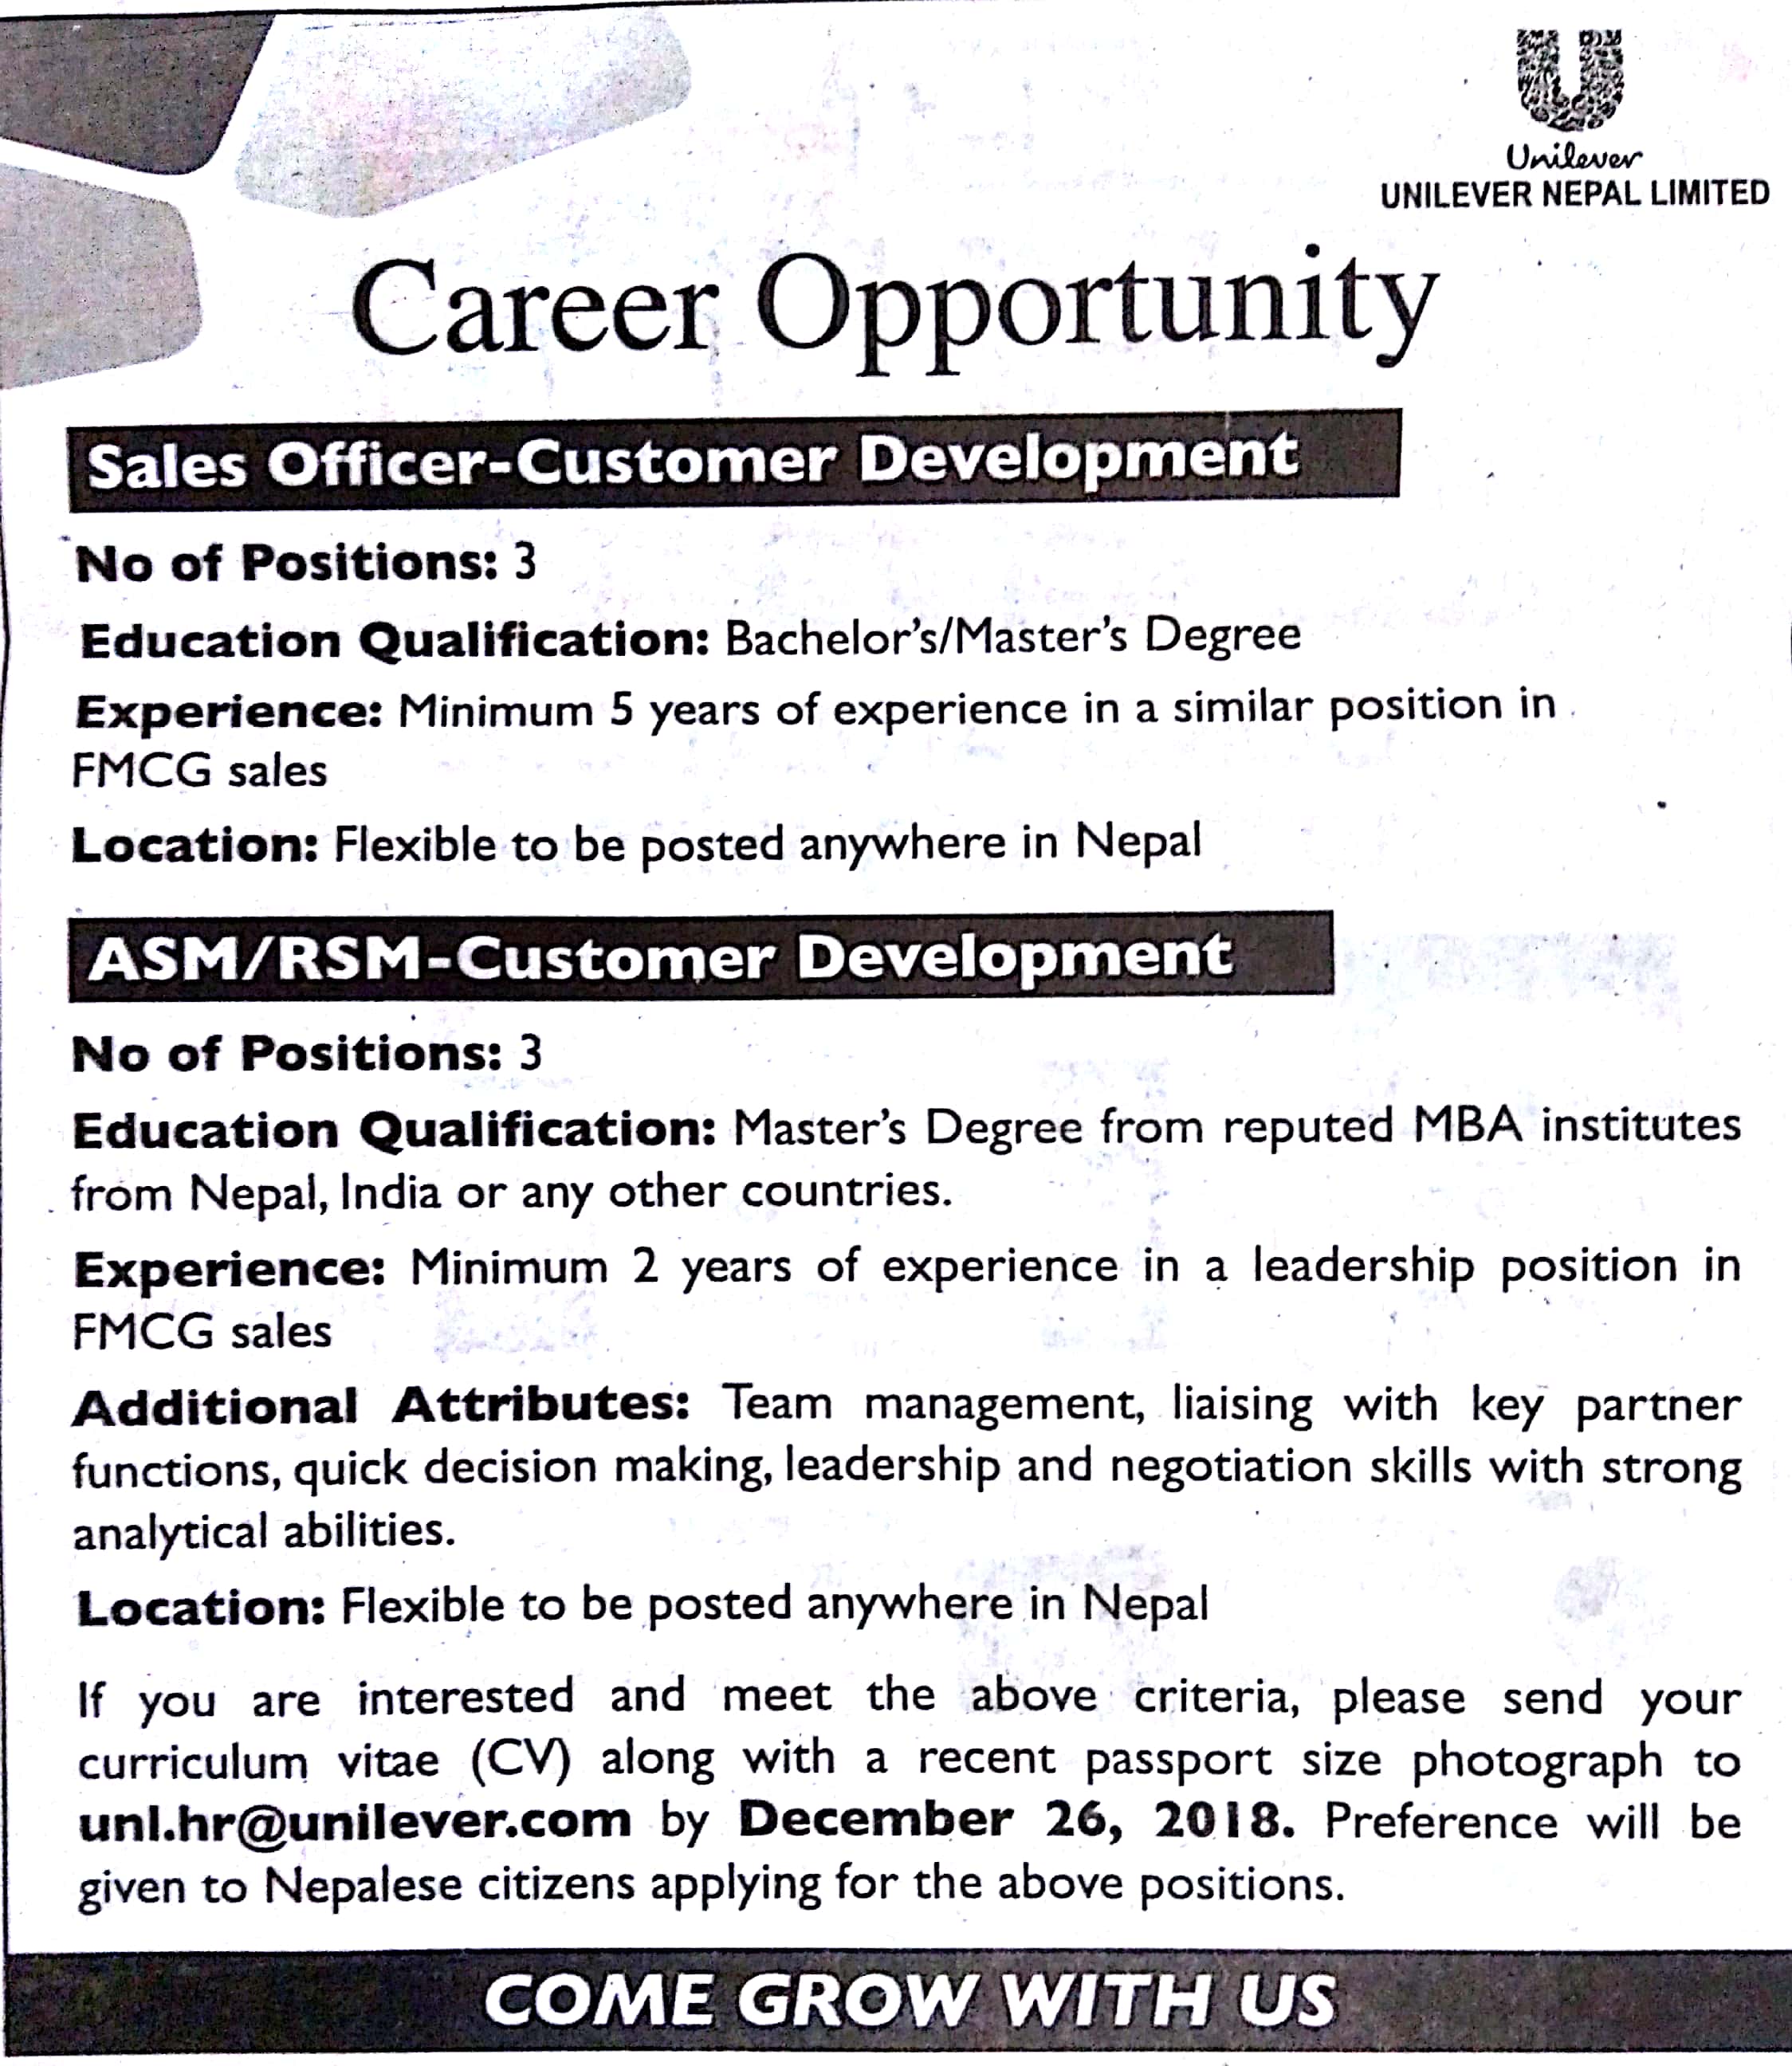 Unilever
UNILEVER NEPAL LIMITED
Career Opportunity
Sales Officer-Customer Development
No of Positions: 3
Education Qualification: Bachelor's/Master's Degree
Experience: Minimum 5 years of experience in a similar position in
FMCG sales
Location: Flexible to be posted anywhere in Nepal
ASM/RSM-Customer Development
No of Positions: 3
Education Qualification: Master's Degree from reputed MBA institutes
from Nepal, India or any other countries.
Experience: Minimum 2 years of experience in a leadership position in
FMCG sales
Additional Attributes: Team management, liaising with key partner
functions, quick decision making, leadership and negotiation skills with strong
analytical abilities.
Location: Flexible to be posted anywhere in Nepal
If you are interested and meet the above criteria, please send your
curriculum vitae (CV) along with a recent passport size photograph to
unl.hr@unilever.com by December 26, 2018. Preference will be
given to Nepalese citizens applying for the above positions.
COME GROW WITH US